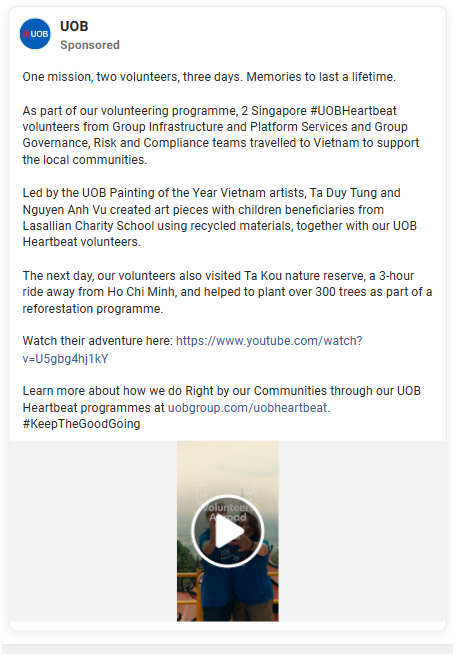 UOB
UOB
Sponsored
One mission, two volunteers, three days. Memories to last a lifetime.
As part of our volunteering programme, 2 Singapore #UOBHeartbeat
volunteers from Group Infrastructure and Platform Services and Group
Governance, Risk and Compliance teams travelled to Vietnam to support
the local communities.
Led by the UOB Painting of the Year Vietnam artists, Ta Duy Tung and
Nguyen Anh Vu created art pieces with children beneficiaries from
Lasallian Charity School using recycled materials, together with our UOB
Heartbeat volunteers.
The next day, our volunteers also visited Ta Kou nature reserve, a 3-hour
ride away from Ho Chi Minh, and helped to plant over 300 trees as part of a
reforestation programme.
Watch their adventure here: https://www.youtube.com/watch?
v=U5gbg4hj1kY
Learn more about how we do Right by our Communities through our UOB
Heartbeat programmes at uobgroup.com/uobheartbeat.
#KeepTheGoodGoing